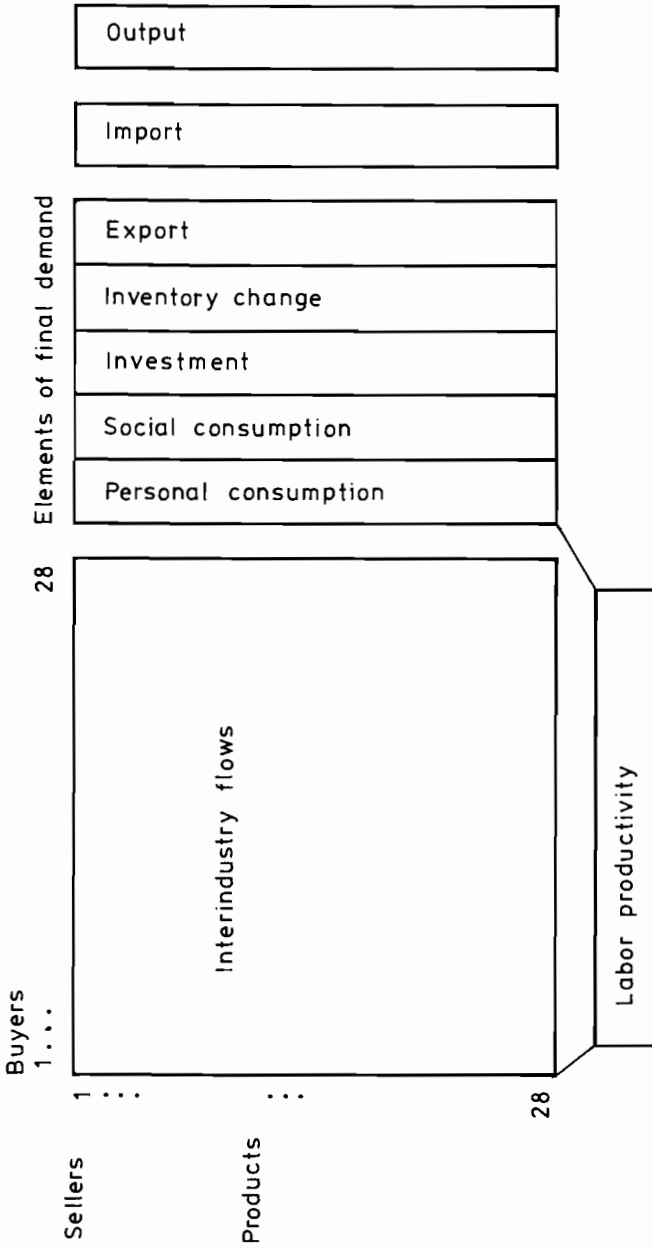 Buyers
1 . . .
28
Elements of final demand
Sellers
1
:
:
:
Products
:
:
:
28
Interindustry flows
Personal consumption
Social consumption
Investment
Inventory change
Export
Import
Output
Labor productivity